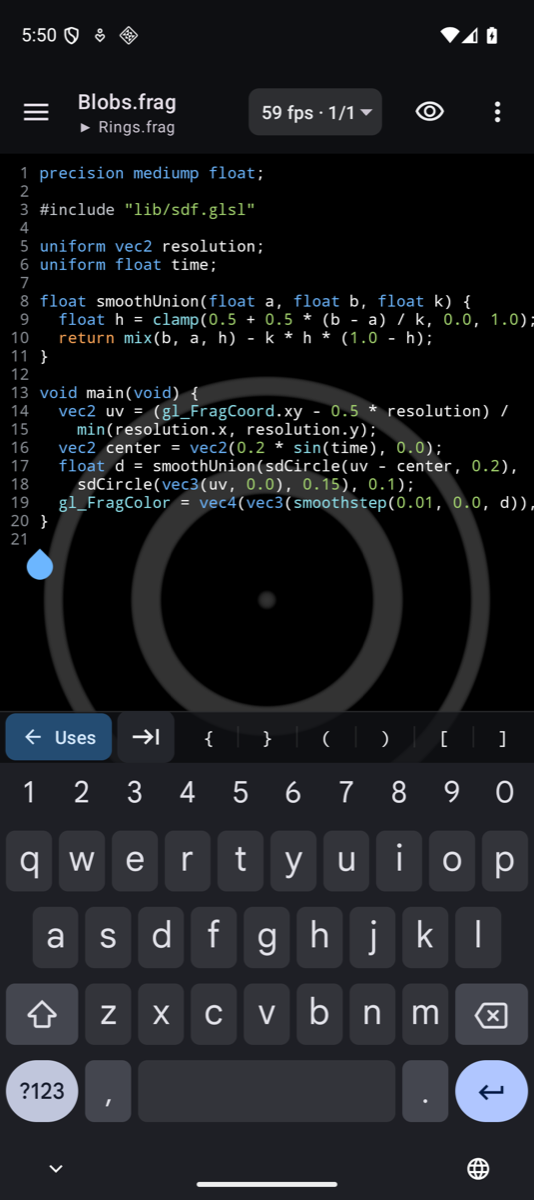 5:50
Blobs.frag
► Rings.frag
59 fps · 1/1
1 precision mediump float;
2
3 #include "lib/sdf.glsl"
4
5 uniform vec2 resolution;
6 uniform float time;
7
8 float smoothUnion(float a, float b, float k) {
9 float h = clamp(0.5 + 0.5 * (b - a) / k, 0.0, 1.0);
10 return mix(b, a, h) - k * h * (1.0 - h);
11 }
12
13 void main(void) {
14 vec2 uv = (gl_FragCoord.xy - 0.5 * resolution) /
15 min(resolution.x, resolution.y);
16 vec2 center = vec2(0.2 * sin(time), 0.0);
17 float d = smoothUnion(sdCircle(uv - center, 0.2),
18 sdCircle(vec3(uv, 0.0), 0.15), 0.1);
19 gl_FragColor = vec4(vec3(smoothstep(0.01, 0.0, d)),
20 }
21
← Uses { } ( ) [ ]
1 2 3 4 5 6 7 8 9 0
q w e r t y u i o p
a s d f g h j k l
z x c v b n m
?123 , .